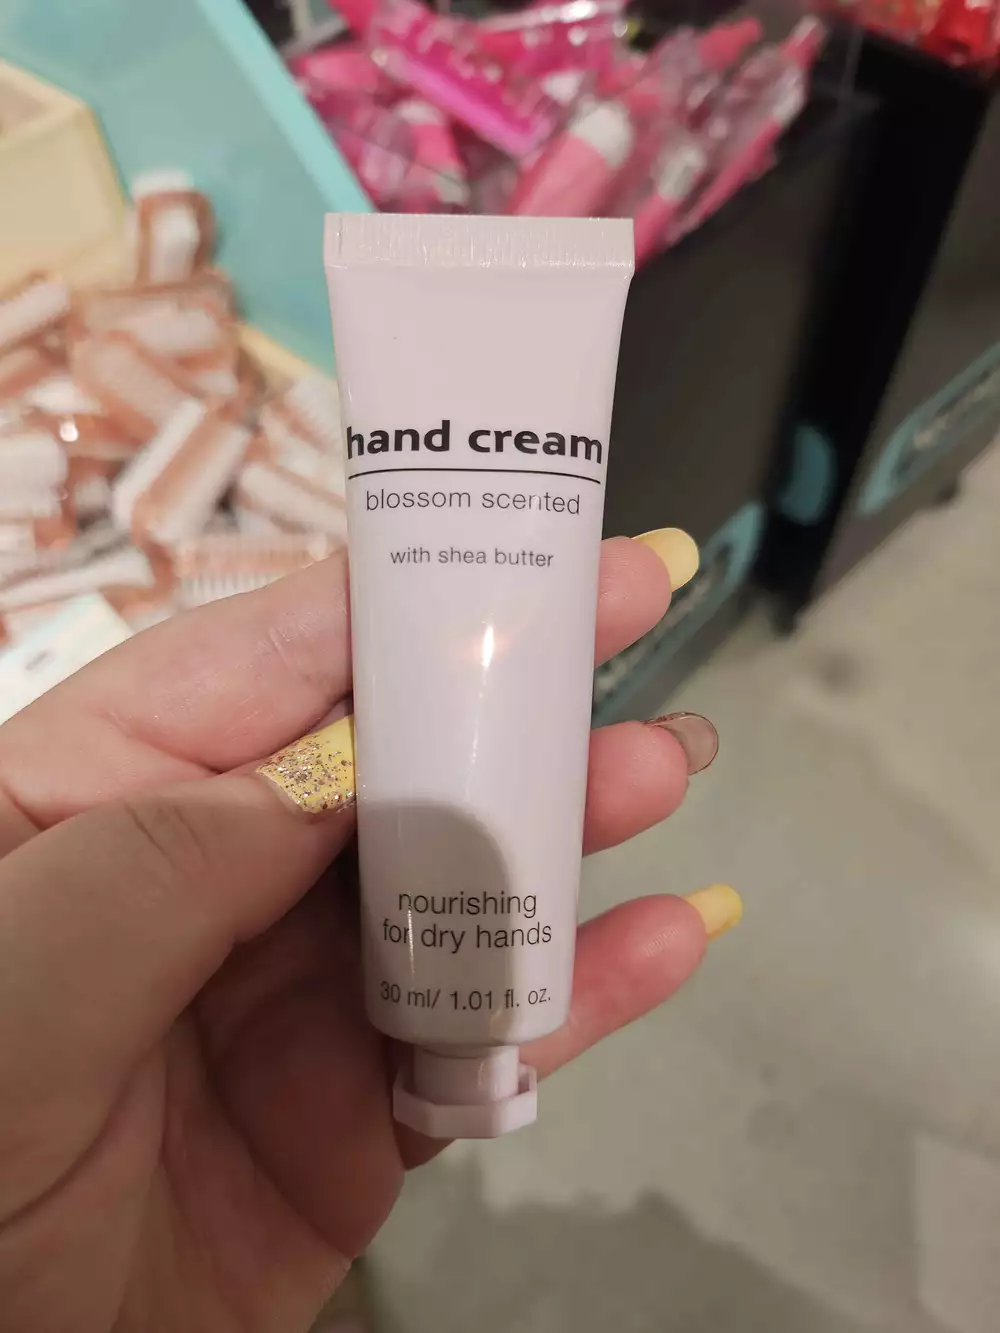 hand cream
blossom scented
with shea butter
nourishing
for dry hands
30 ml/ 1.01 fl. oz.